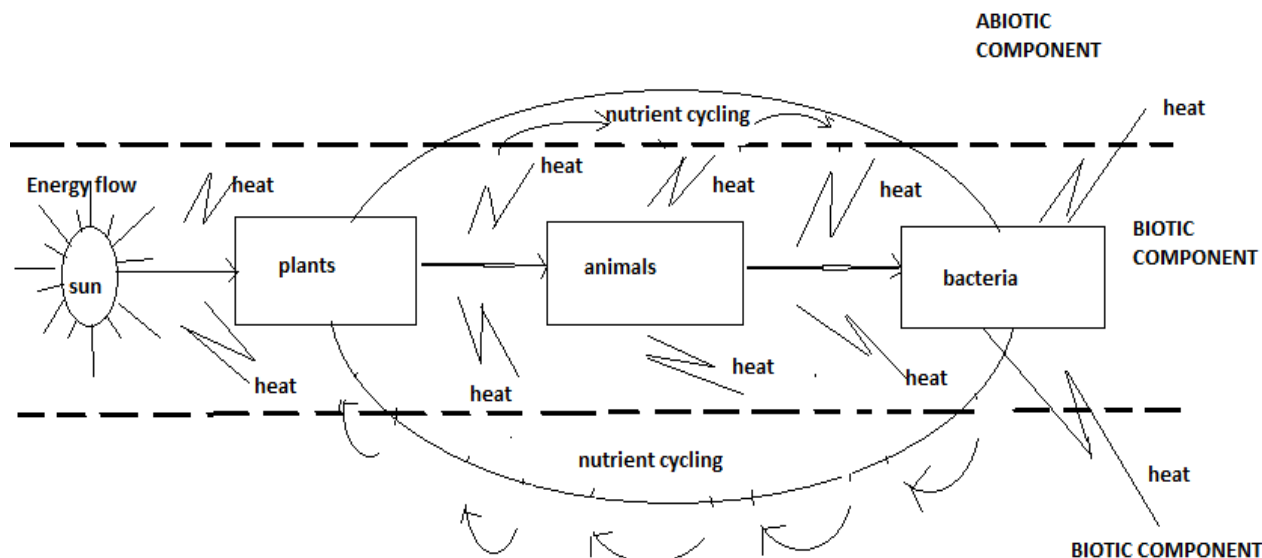 ABIOTIC
COMPONENT
nutrient cycling
heat
Energy flow
heat
heat
heat
heat
BIOTIC
COMPONENT
sun
plants
animals
bacteria
heat
heat
heat
heat
nutrient cycling
heat
BIOTIC COMPONENT